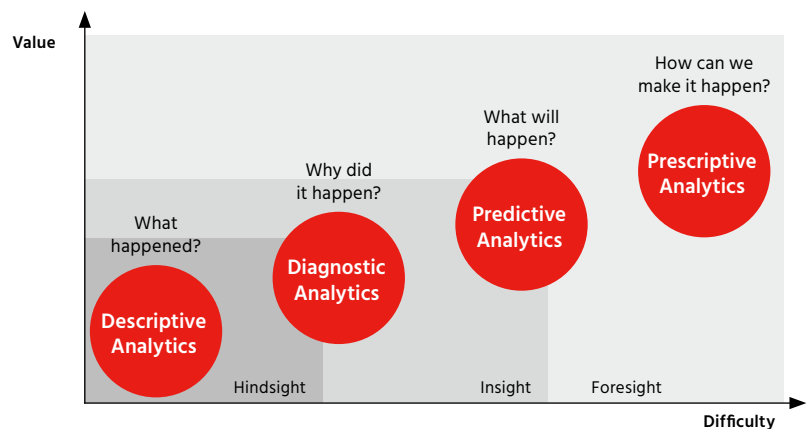 Value
How can we
make it happen?
Prescriptive
Analytics
What will
happen?
Predictive
Analytics
Why did
it happen?
Diagnostic
Analytics
What
happened?
Descriptive
Analytics
Hindsight
Insight
Foresight
Difficulty